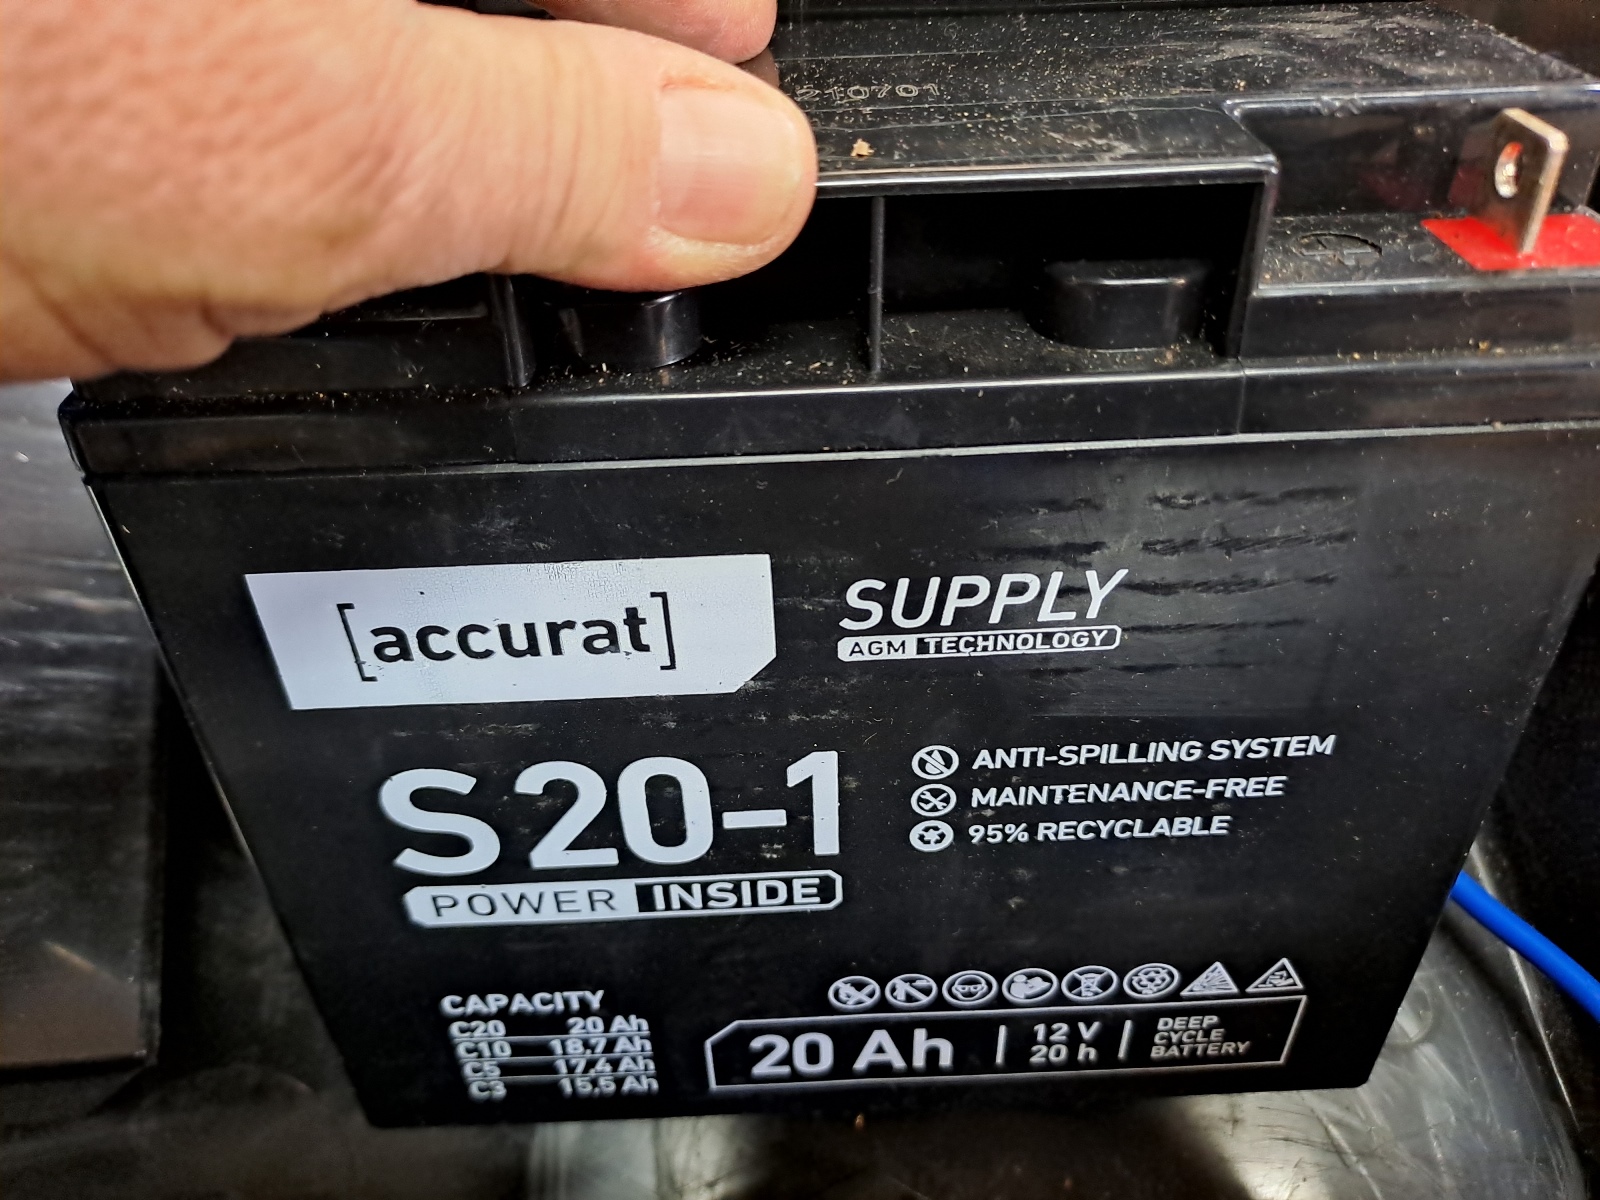 210701
[accurat]
SUPPLY
AGM TECHNOLOGY
S20-1
POWER INSIDE
ANTI-SPILLING SYSTEM
MAINTENANCE-FREE
95% RECYCLABLE
CAPACITY
C20 20 Ah
C10 18,7 Ah
C5 17,4 Ah
C3 15,5 Ah
20 Ah
12 V
20 h
DEEP
CYCLE
BATTERY